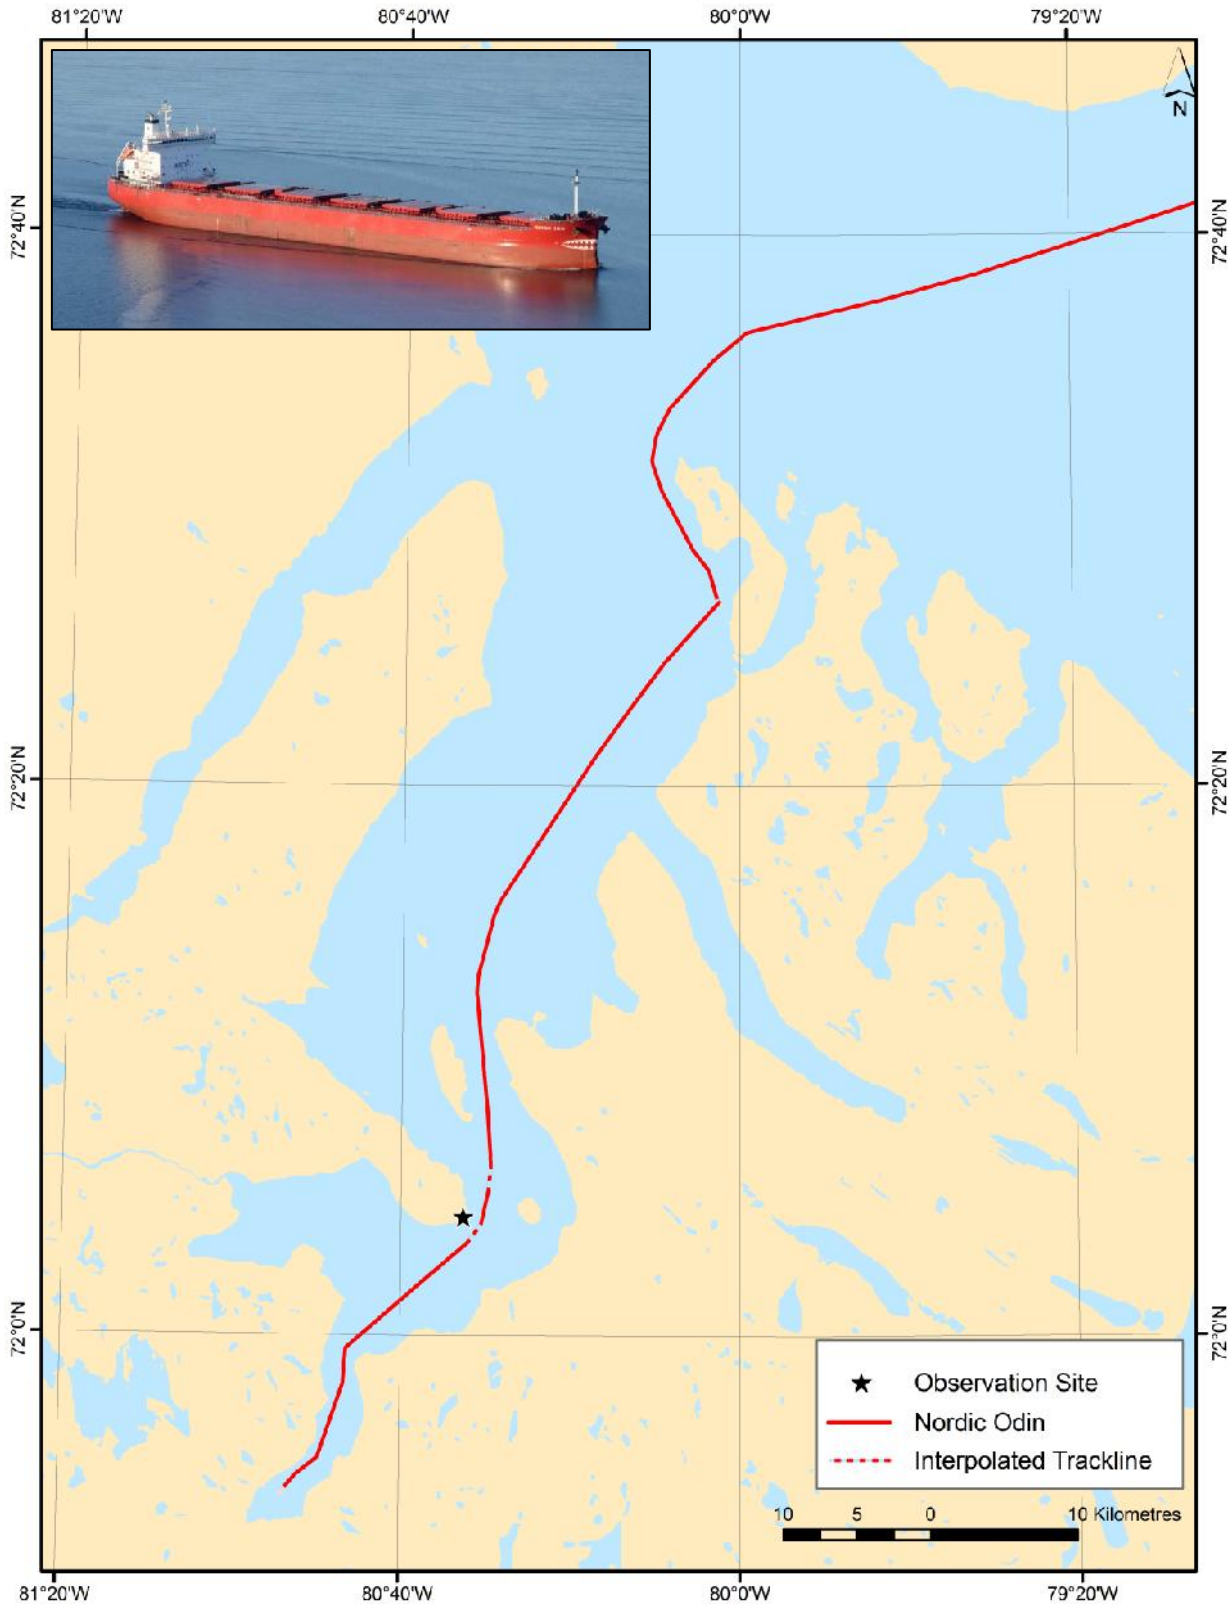 81°20'W 80°40'W 80°0'W 79°20'W
N
72°40'N 72°40'N
72°20'N 72°20'N
72°0'N 72°0'N
Observation Site
Nordic Odin
Interpolated Trackline
10 5 0 10 Kilometres
81°20'W 80°40'W 80°0'W 79°20'W